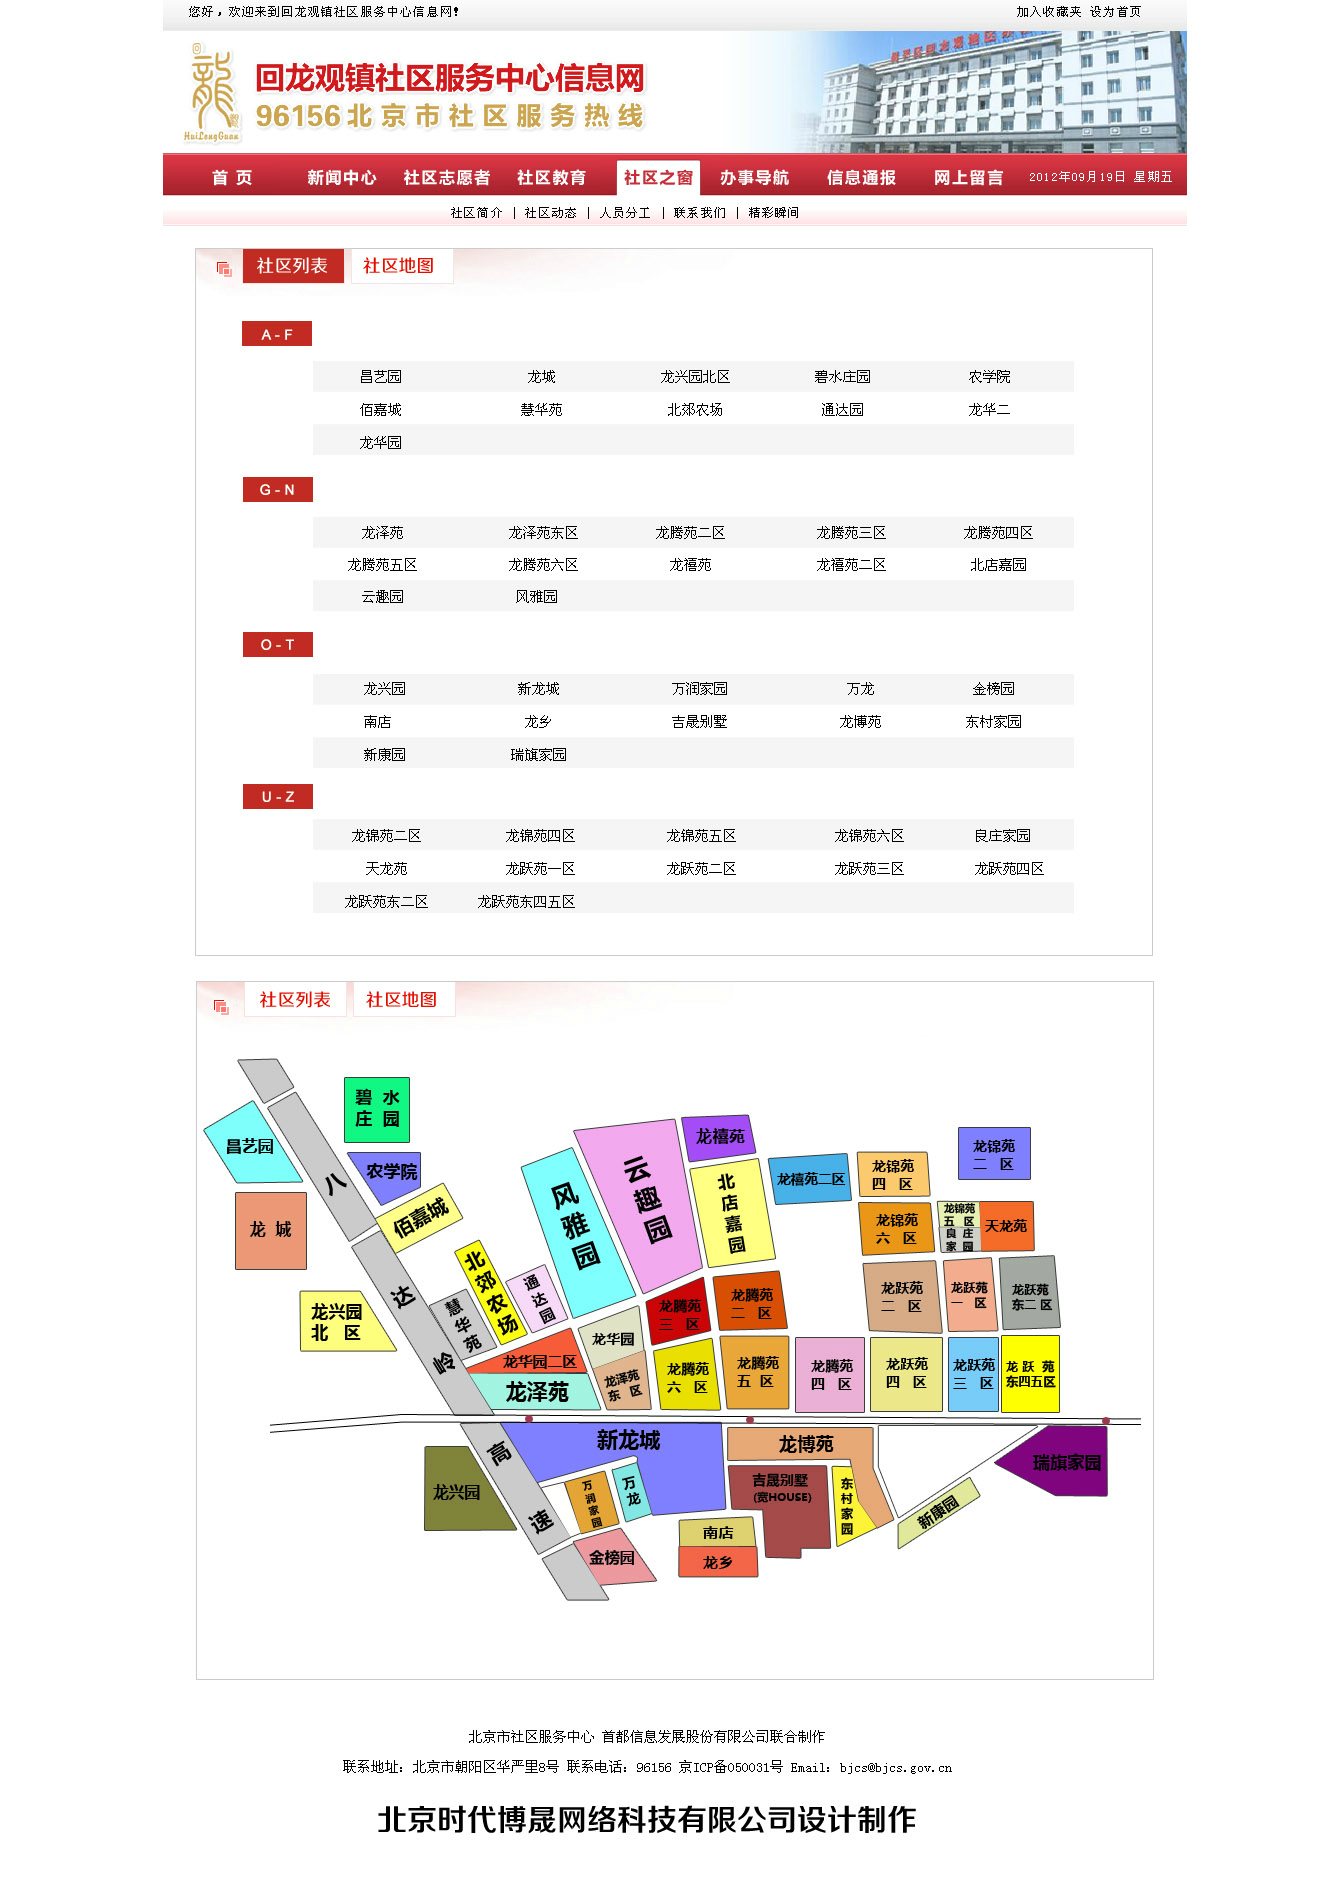 您好，欢迎来到回龙观镇社区服务中心信息网！ 加入收藏夹 设为首页
HuiLongGuan
回龙观镇社区服务中心信息网
96156北京市社区服务热线
首 页 新闻中心 社区志愿者 社区教育 社区之窗 办事导航 信息通报 网上留言 2012年09月19日 星期五
社区简介 | 社区动态 | 人员分工 | 联系我们 | 精彩瞬间
社区列表 社区地图
A - F
昌艺园 龙城 龙兴园北区 碧水庄园 农学院
佰嘉城 慧华苑 北郊农场 通达园 龙华二
龙华园
G - N
龙泽苑 龙泽苑东区 龙腾苑二区 龙腾苑三区 龙腾苑四区
龙腾苑五区 龙腾苑六区 龙禧苑 龙禧苑二区 北店嘉园
云趣园 风雅园
O - T
龙兴园 新龙城 万润家园 万龙 金榜园
南店 龙乡 吉晟别墅 龙博苑 东村家园
新康园 瑞旗家园
U - Z
龙锦苑二区 龙锦苑四区 龙锦苑五区 龙锦苑六区 良庄家园
天龙苑 龙跃苑一区 龙跃苑二区 龙跃苑三区 龙跃苑四区
龙跃苑东二区 龙跃苑东四五区
社区列表 社区地图
碧 水
庄 园
昌艺园
农学院
龙 城
佰嘉城
龙兴园
北 区
八达岭高速
慧华苑
北郊农场
通达园
风雅园
云趣园
龙禧苑
北店嘉园
龙禧苑二区
龙锦苑
四 区
龙锦苑
二 区
龙锦苑
六 区
龙锦苑
五 区
良 庄
家 园
天龙苑
龙跃苑
二 区
龙跃苑
一 区
龙跃苑
东二 区
龙腾苑
三 区
龙腾苑
二 区
龙华园
龙华园二区
龙泽苑
龙泽苑
东 区
龙腾苑
六 区
龙腾苑
五 区
龙腾苑
四 区
龙跃苑
四 区
龙跃苑
三 区
龙 跃 苑
东四五区
新龙城
龙博苑
瑞旗家园
龙兴园
万润家园
万龙
吉晟别墅
(宽HOUSE)
东村家园
新康园
南店
龙乡
金榜园
北京市社区服务中心 首都信息发展股份有限公司联合制作
联系地址：北京市朝阳区华严里8号 联系电话：96156 京ICP备050031号 Email：bjcs@bjcs.gov.cn
北京时代博晟网络科技有限公司设计制作